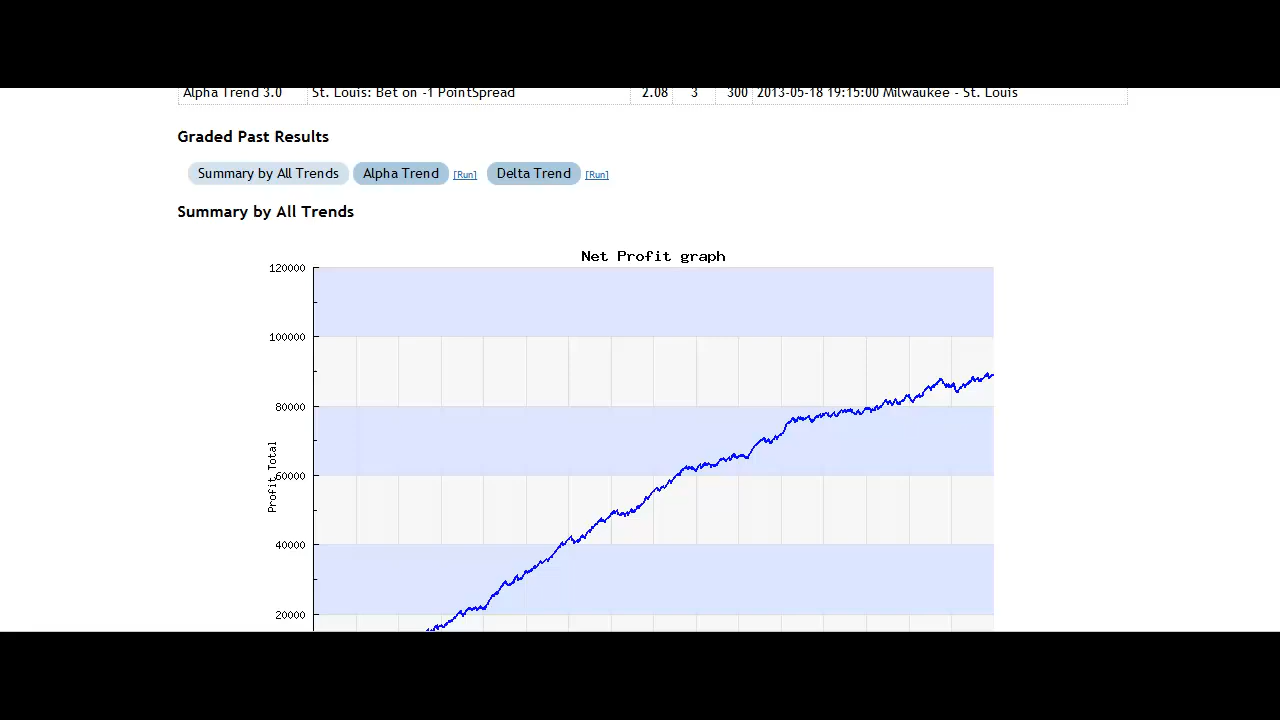 Alpha Trend 3.0 St. Louis: Bet on -1 PointSpread 2.08 3 300 2013-05-18 19:15:00 Milwaukee - St. Louis
Graded Past Results
Summary by All Trends Alpha Trend [Run] Delta Trend [Run]
Summary by All Trends
Net Profit graph
120000
100000
80000
Profit Total
60000
40000
20000